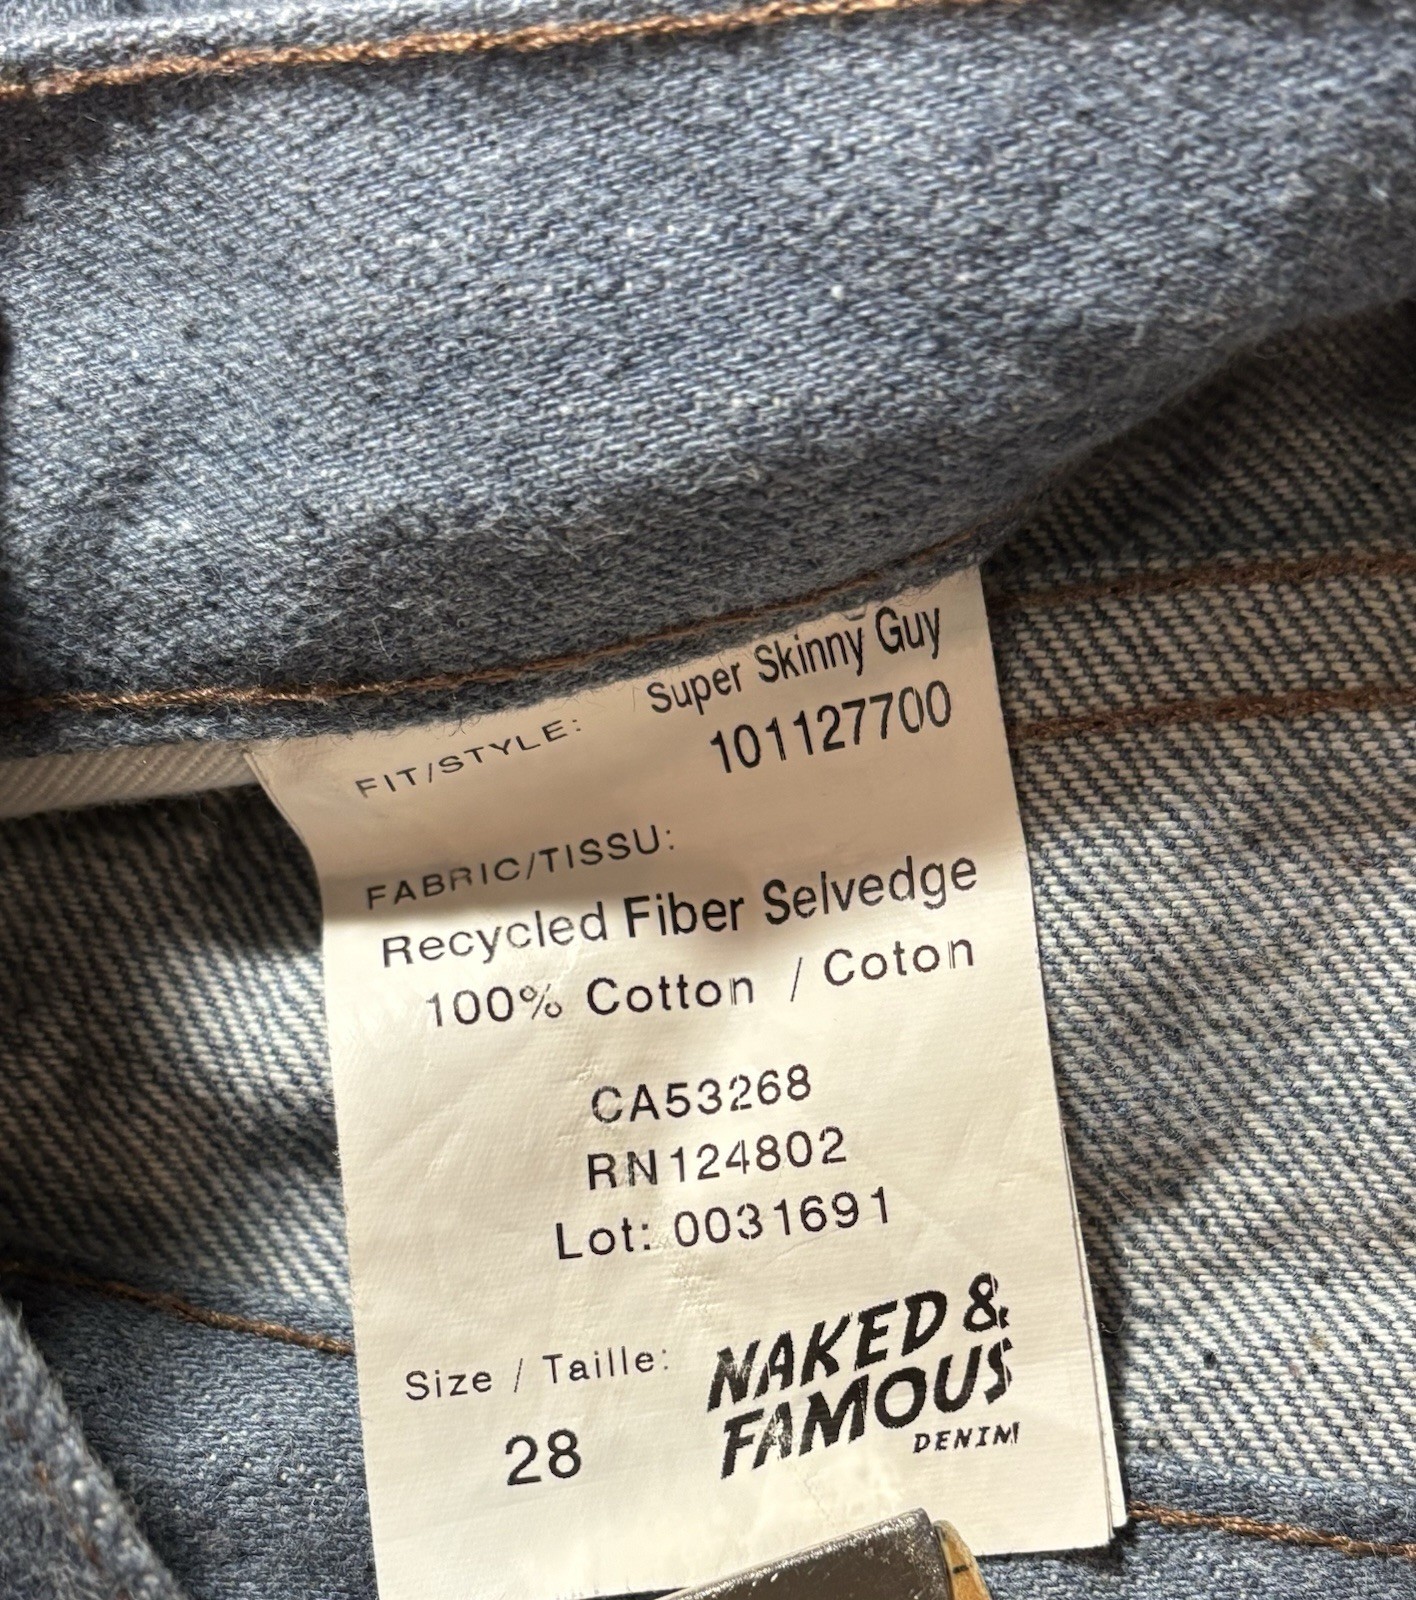 FIT/STYLE: Super Skinny Guy
101127700
FABRIC/TISSU:
Recycled Fiber Selvedge
100% Cotton / Coton
CA53268
RN124802
Lot: 0031691
Size / Taille:
28
NAKED &
FAMOUS
DENIM